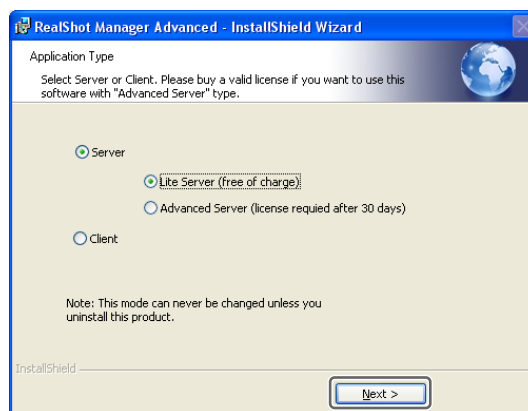 RealShot Manager Advanced - InstallShield Wizard
Application Type
Select Server or Client. Please buy a valid license if you want to use this
software with "Advanced Server" type.
Server
Lite Server (free of charge)
Advanced Server (license requied after 30 days)
Client
Note: This mode can never be changed unless you
uninstall this product.
InstallShield
Next >